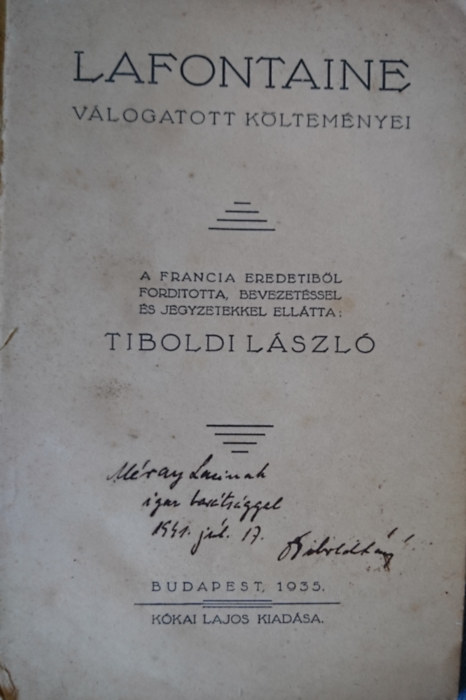 LAFONTAINE
VÁLOGATOTT KÖLTEMÉNYEI
A FRANCIA EREDETIBŐL
FORDITOTTA, BEVEZETÉSSEL
ÉS JEGYZETEKKEL ELLÁTTA:
TIBOLDI LÁSZLÓ
Méray Lacinak
igaz barátsággel
1941. júl. 17.
BUDAPEST, 1935.
KÓKAI LAJOS KIADÁSA.